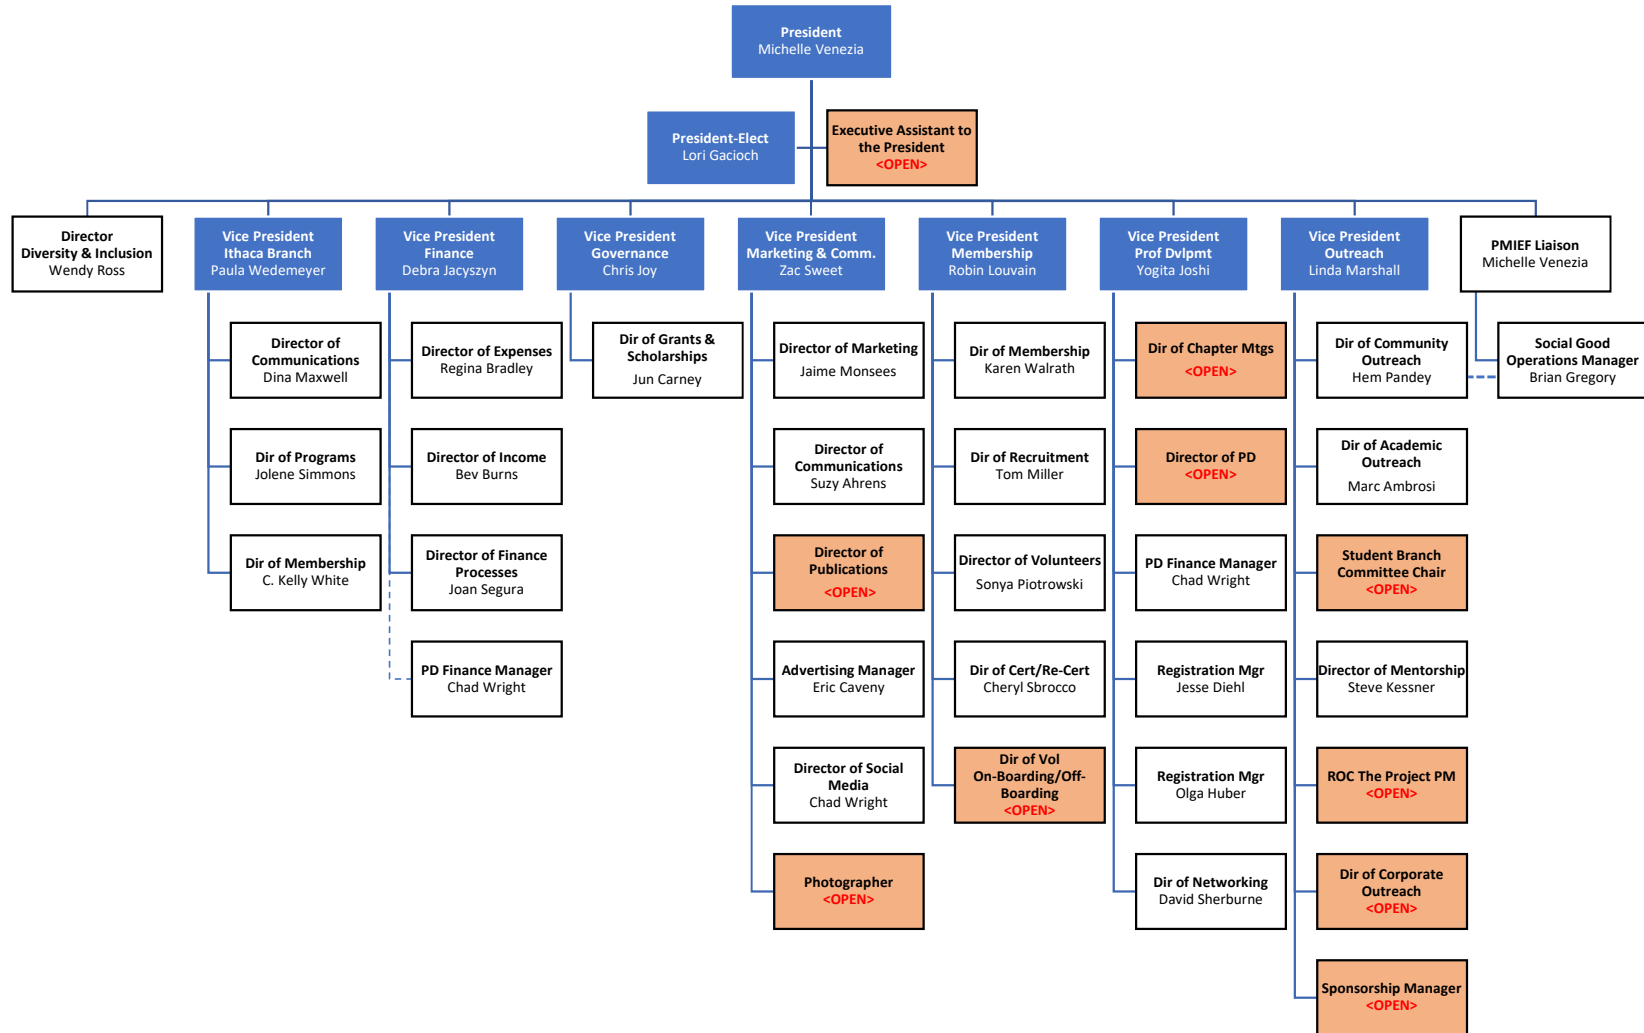 President
Michelle Venezia
President-Elect
Lori Gacioch
Executive Assistant to
the President
<OPEN>
Director
Diversity & Inclusion
Wendy Ross
Vice President
Ithaca Branch
Paula Wedemeyer
Vice President
Finance
Debra Jacyszyn
Vice President
Governance
Chris Joy
Vice President
Marketing & Comm.
Zac Sweet
Vice President
Membership
Robin Louvain
Vice President
Prof Dvlpmt
Yogita Joshi
Vice President
Outreach
Linda Marshall
PMIEF Liaison
Michelle Venezia
Director of
Communications
Dina Maxwell
Director of Expenses
Regina Bradley
Dir of Grants &
Scholarships
Jun Carney
Director of Marketing
Jaime Monsees
Dir of Membership
Karen Walrath
Dir of Chapter Mtgs
<OPEN>
Dir of Community
Outreach
Hem Pandey
Social Good
Operations Manager
Brian Gregory
Dir of Programs
Jolene Simmons
Director of Income
Bev Burns
Director of
Communications
Suzy Ahrens
Dir of Recruitment
Tom Miller
Director of PD
<OPEN>
Dir of Academic
Outreach
Marc Ambrosi
Dir of Membership
C. Kelly White
Director of Finance
Processes
Joan Segura
Director of
Publications
<OPEN>
Director of Volunteers
Sonya Piotrowski
PD Finance Manager
Chad Wright
Student Branch
Committee Chair
<OPEN>
PD Finance Manager
Chad Wright
Advertising Manager
Eric Caveny
Dir of Cert/Re-Cert
Cheryl Sbrocco
Registration Mgr
Jesse Diehl
Director of Mentorship
Steve Kessner
Director of Social
Media
Chad Wright
Dir of Vol
On-Boarding/Off-
Boarding
<OPEN>
Registration Mgr
Olga Huber
ROC The Project PM
<OPEN>
Photographer
<OPEN>
Dir of Networking
David Sherburne
Dir of Corporate
Outreach
<OPEN>
Sponsorship Manager
<OPEN>